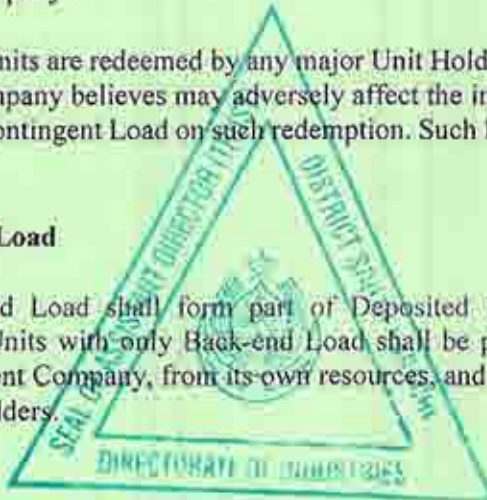 nits are redeemed by any major Unit Hold
mpany believes may adversely affect the in
ontingent Load on such redemption. Such
Load
d Load shall form part of Deposited
Units with only Back-end Load shall be p
ent Company, from its own resources, and
lders.
SEAL OF ASSISTANT DIRECTOR
DISTRICT
DIRECTORATE OF INDUSTRIES